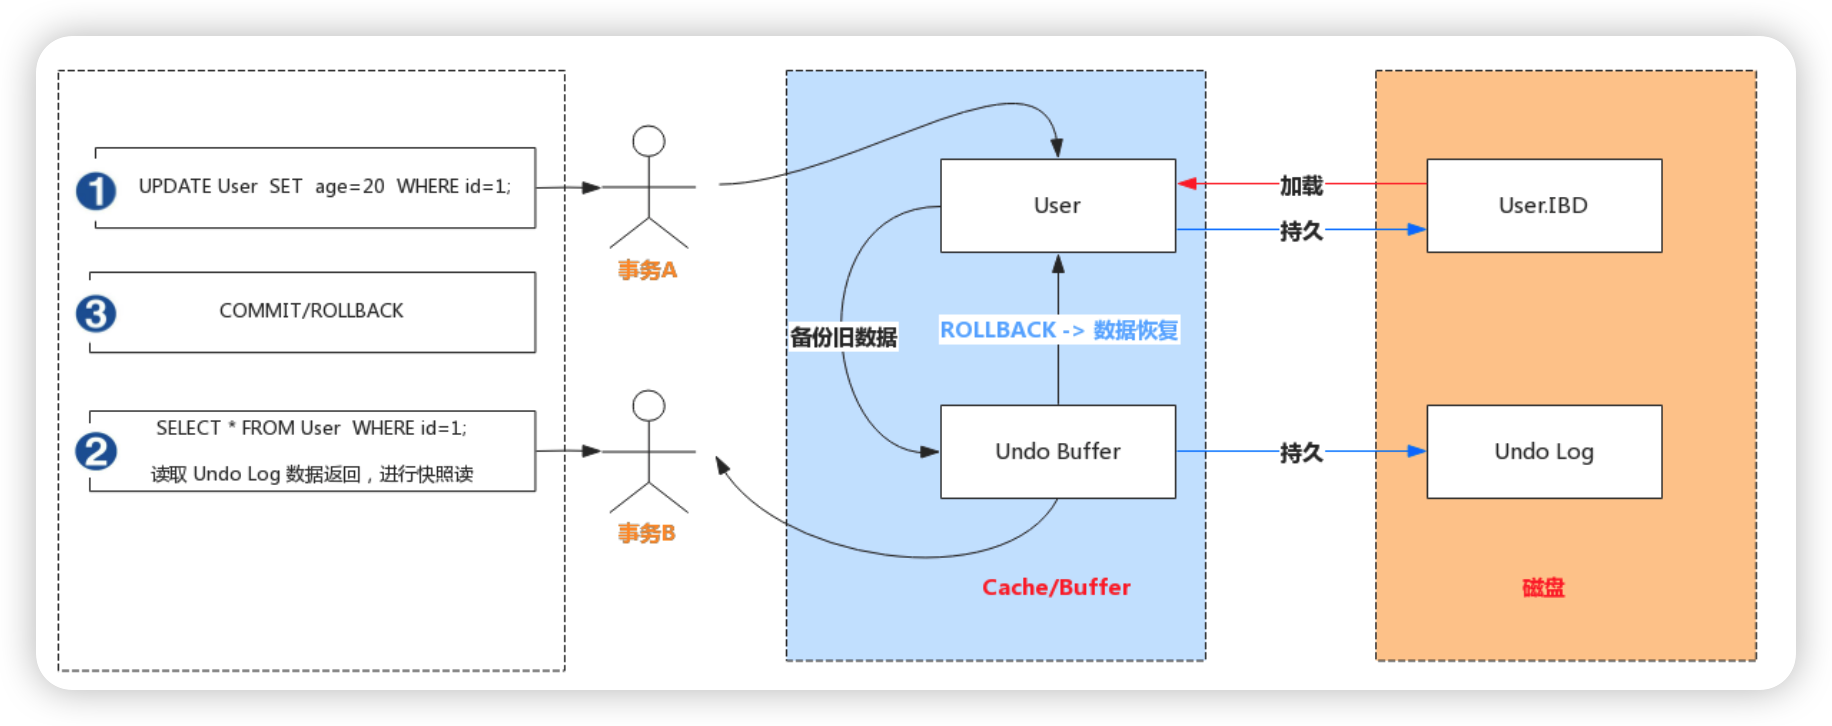 1
UPDATE User SET age=20 WHERE id=1;
事务A
3
COMMIT/ROLLBACK
2
SELECT * FROM User WHERE id=1;
读取 Undo Log 数据返回，进行快照读
事务B
User
备份旧数据
ROLLBACK -> 数据恢复
Undo Buffer
Cache/Buffer
加载
持久
持久
User.IBD
Undo Log
磁盘